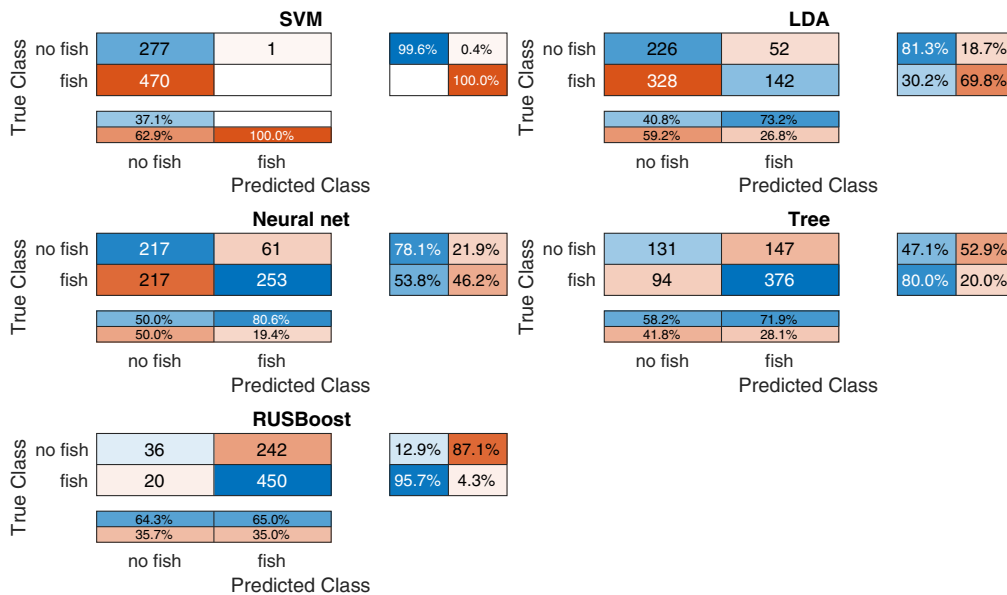 SVM
True Class
no fish 277 1 99.6% 0.4%
fish 470 100.0%
37.1%
62.9% 100.0%
no fish fish
Predicted Class
LDA
True Class
no fish 226 52 81.3% 18.7%
fish 328 142 30.2% 69.8%
40.8% 73.2%
59.2% 26.8%
no fish fish
Predicted Class
Neural net
True Class
no fish 217 61 78.1% 21.9%
fish 217 253 53.8% 46.2%
50.0% 80.6%
50.0% 19.4%
no fish fish
Predicted Class
Tree
True Class
no fish 131 147 47.1% 52.9%
fish 94 376 80.0% 20.0%
58.2% 71.9%
41.8% 28.1%
no fish fish
Predicted Class
RUSBoost
True Class
no fish 36 242 12.9% 87.1%
fish 20 450 95.7% 4.3%
64.3% 65.0%
35.7% 35.0%
no fish fish
Predicted Class